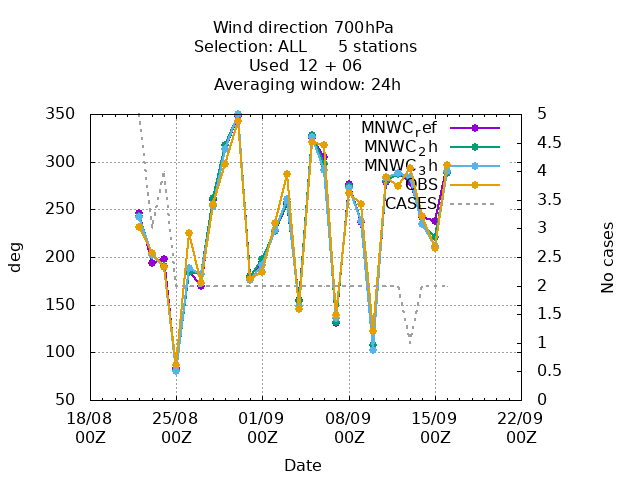 Wind direction 700hPa
Selection: ALL      5 stations
Used  12 + 06
Averaging window: 24h
350
300
250
200
150
100
50
5
4.5
4
3.5
3
2.5
2
1.5
1
0.5
0
MNWC_ref
MNWC_2h
MNWC_3h
OBS
CASES
deg
No cases
18/08 25/08 01/09 08/09 15/09 22/09
00Z 00Z 00Z 00Z 00Z 00Z
Date